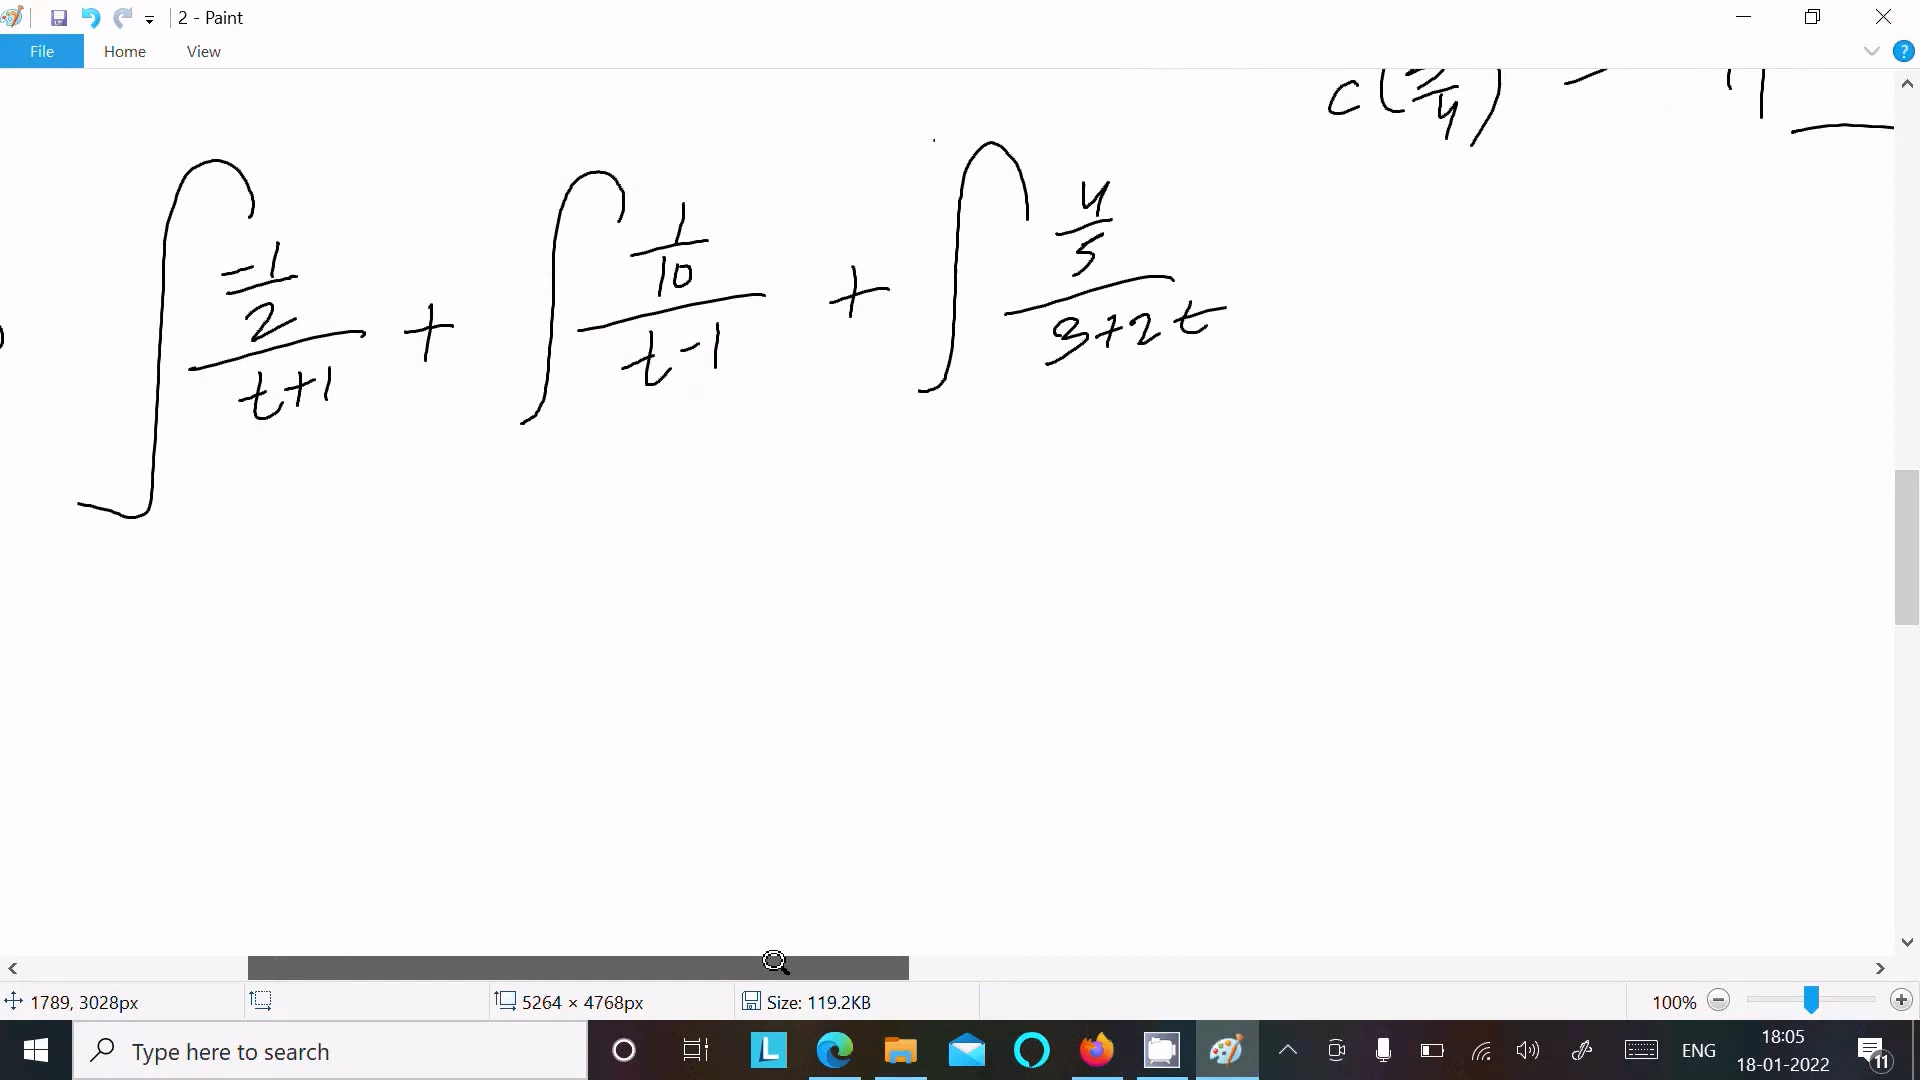 2 - Paint
File Home View
∫ (-1/2)/(t+1) + ∫ (1/10)/(t-1) + ∫ (4/5)/(3+2t)
1789, 3028px 5264 × 4768px Size: 119.2KB 100%
Type here to search L ENG 18:05
18-01-2022 11